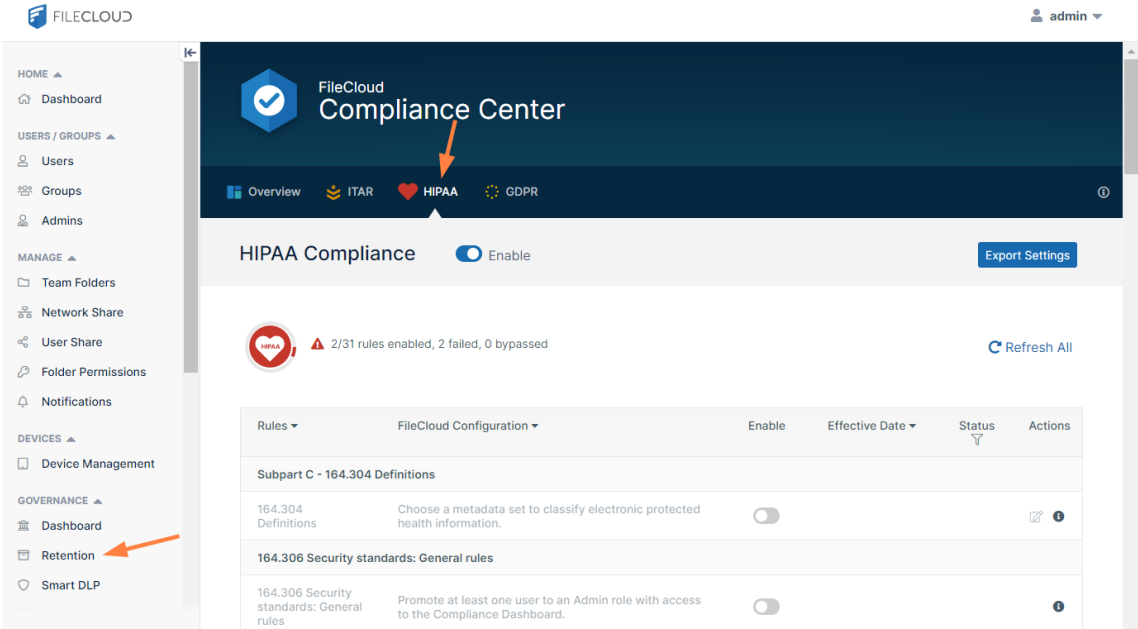 FILECLOUD
admin
HOME
Dashboard
USERS / GROUPS
Users
Groups
Admins
MANAGE
Team Folders
Network Share
User Share
Folder Permissions
Notifications
DEVICES
Device Management
GOVERNANCE
Dashboard
Retention
Smart DLP
FileCloud
Compliance Center
Overview ITAR HIPAA GDPR
HIPAA Compliance Enable Export Settings
HIPAA 2/31 rules enabled, 2 failed, 0 bypassed Refresh All
Rules FileCloud Configuration Enable Effective Date Status Actions
Subpart C - 164.304 Definitions
164.304 Choose a metadata set to classify electronic protected
Definitions health information.
164.306 Security standards: General rules
164.306 Security
standards: General Promote at least one user to an Admin role with access
rules to the Compliance Dashboard.